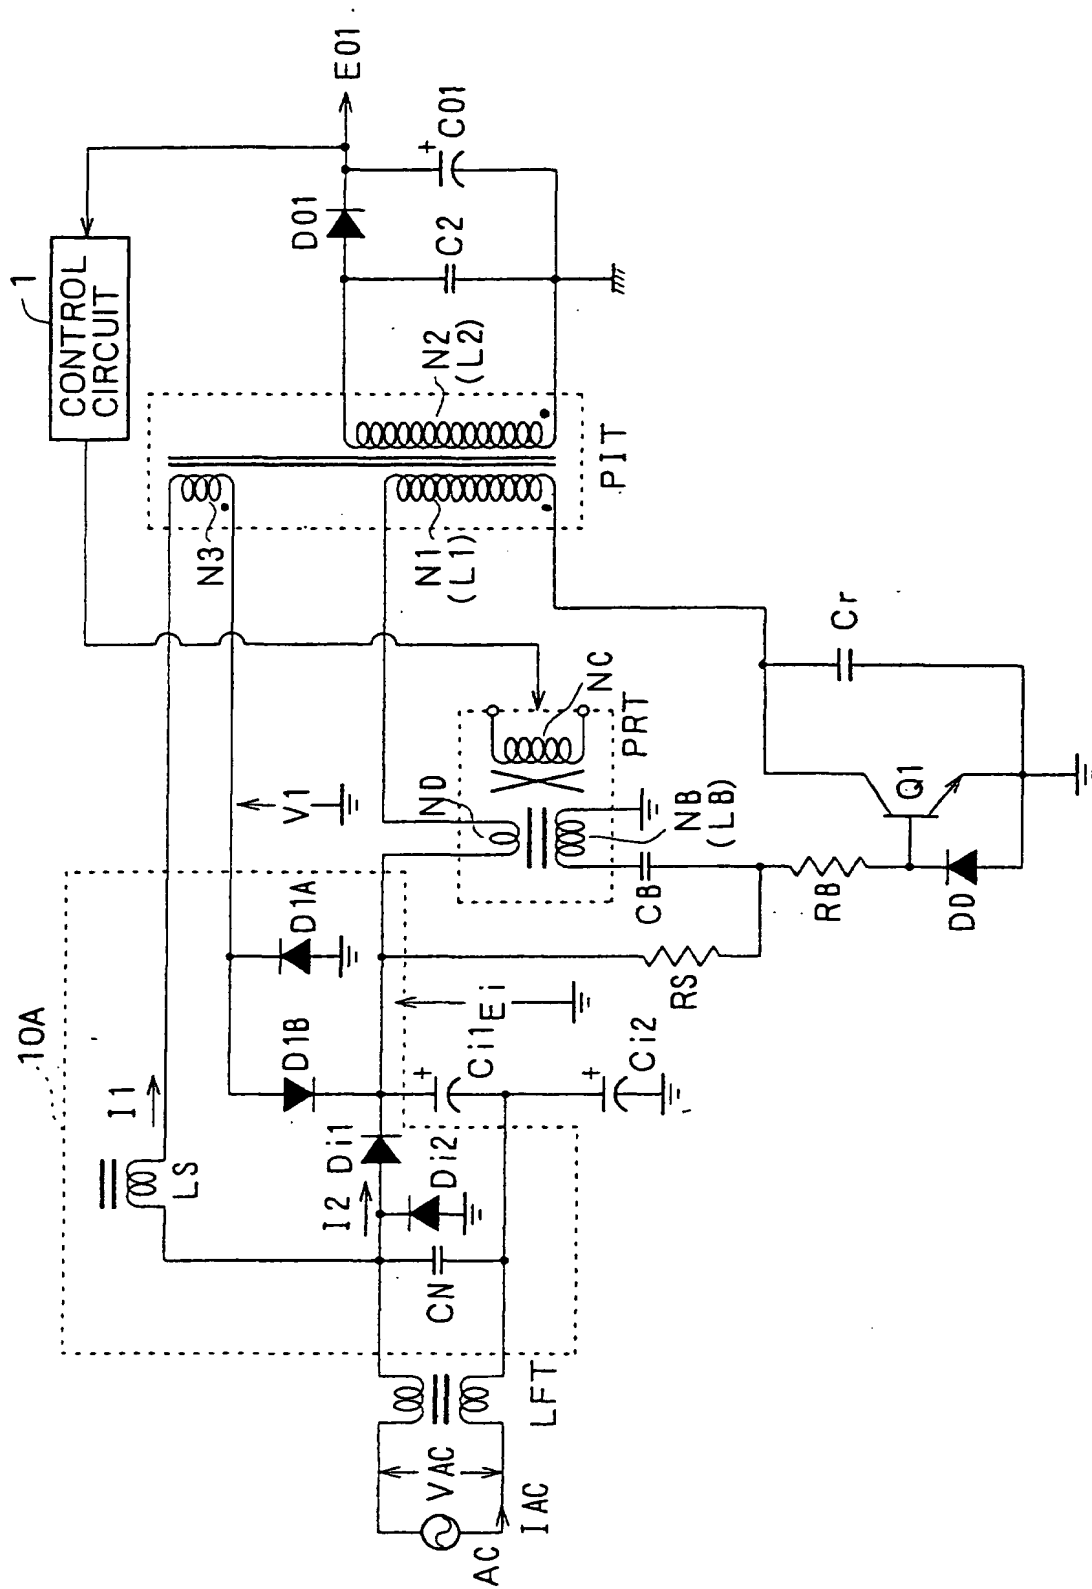 10A
LS
I1
D1B
D1A
V1
N3
1
CONTROL
CIRCUIT
AC
VAC
IAC
LFT
CN
I2
Di1
Di2
Ci1
+
Ci2
+
Ei
RS
ND
NC
PRT
NB
(LB)
CB
RB
DD
Q1
Cr
N1
(L1)
N2
(L2)
PIT
D01
C2
C01
+
E01